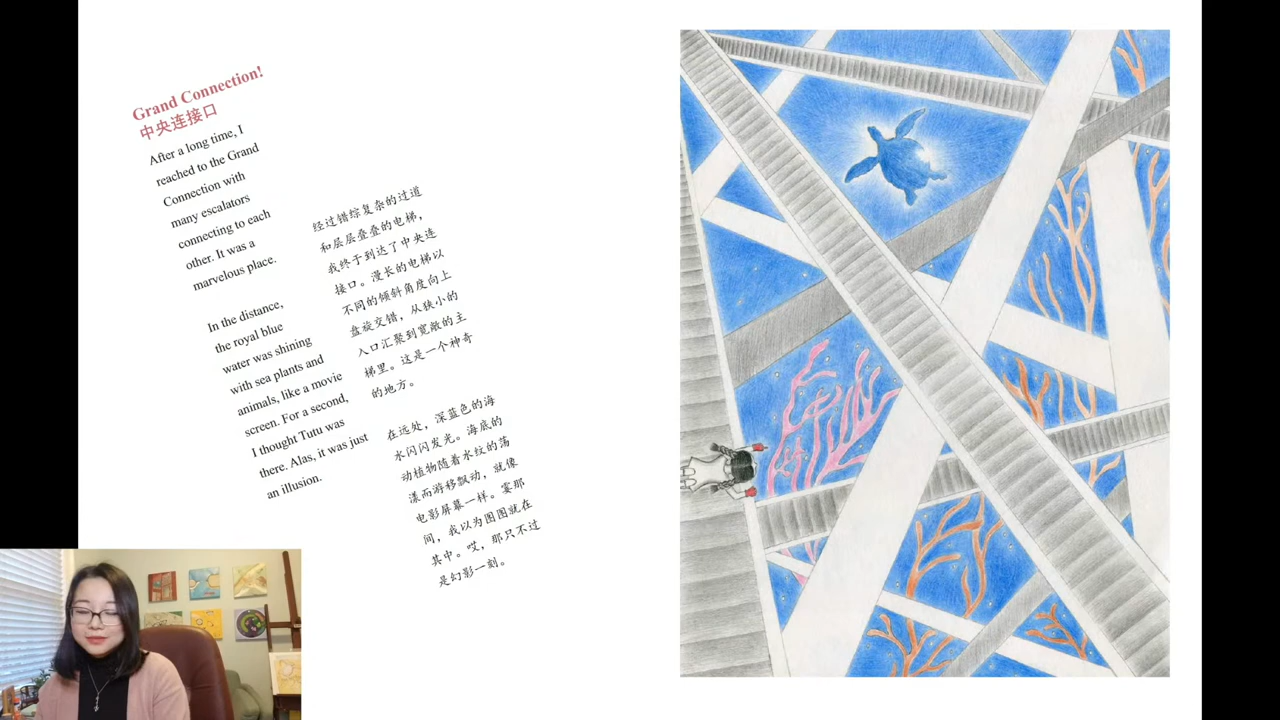 Grand Connection!
中央连接口
After a long time, I
reached to the Grand
Connection with
many escalators
connecting to each
other. It was a
marvelous place.
In the distance,
the royal blue
water was shining
with sea plants and
animals, like a movie
screen. For a second,
I thought Tutu was
there. Alas, it was just
an illusion.
经过错综复杂的过道
和层层叠叠的电梯，
我终于到达了中央连
接口。漫长的电梯以
不同的倾斜角度向上
盘旋交错，从狭小的
入口汇聚到宽敞的主
梯里。这是一个神奇
的地方。
在远处，深蓝色的海
水闪闪发光。海底的
动植物随着水纹的荡
漾而游移飘动，就像
电影屏幕一样。霎那
间，我以为图图就在
其中。哎，那只不过
是幻影一刻。